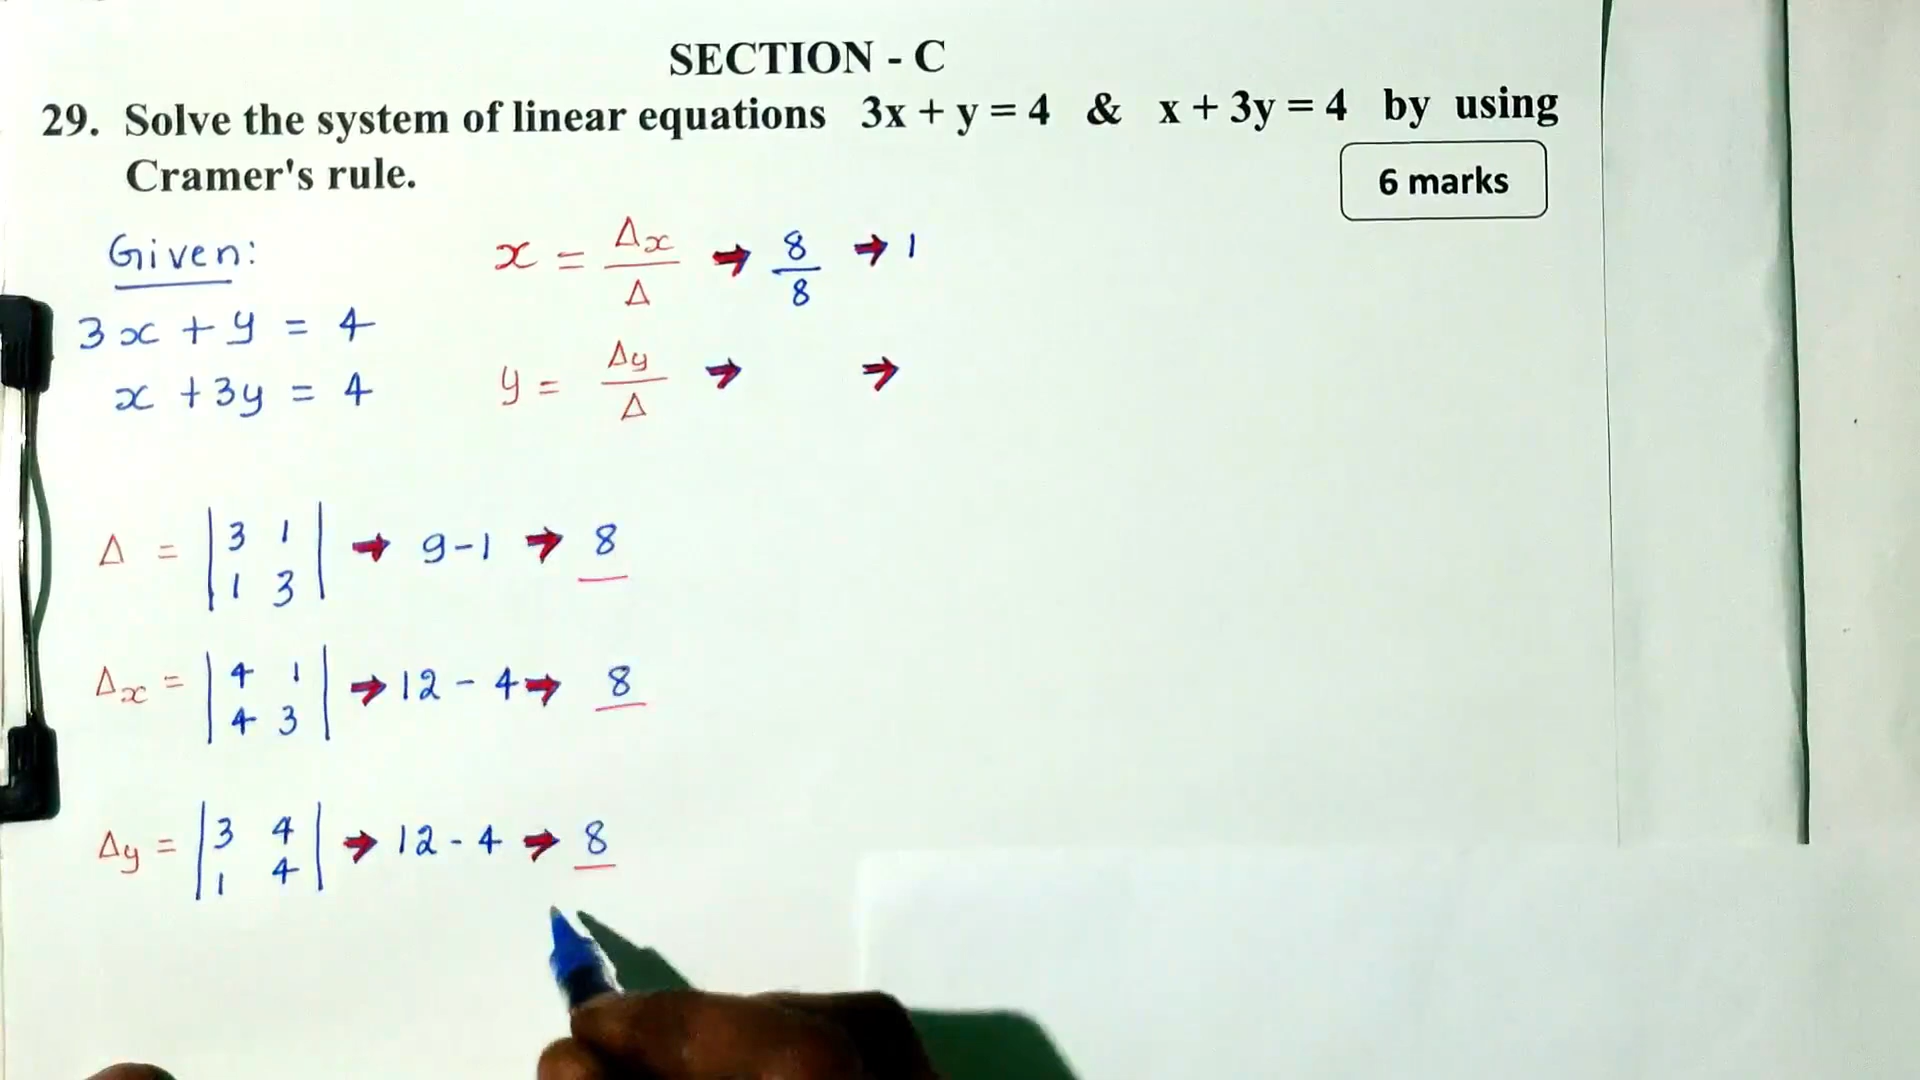 SECTION - C
29. Solve the system of linear equations 3x + y = 4 & x + 3y = 4 by using
Cramer's rule.
6 marks
Given:
3x + y = 4
x + 3y = 4
x = Δx/Δ → 8/8 → 1
y = Δy/Δ → →
Δ = |3 1| → 9-1 → 8
|1 3|
Δx = |4 1| → 12 - 4 → 8
|4 3|
Δy = |3 4| → 12 - 4 → 8
|1 4|